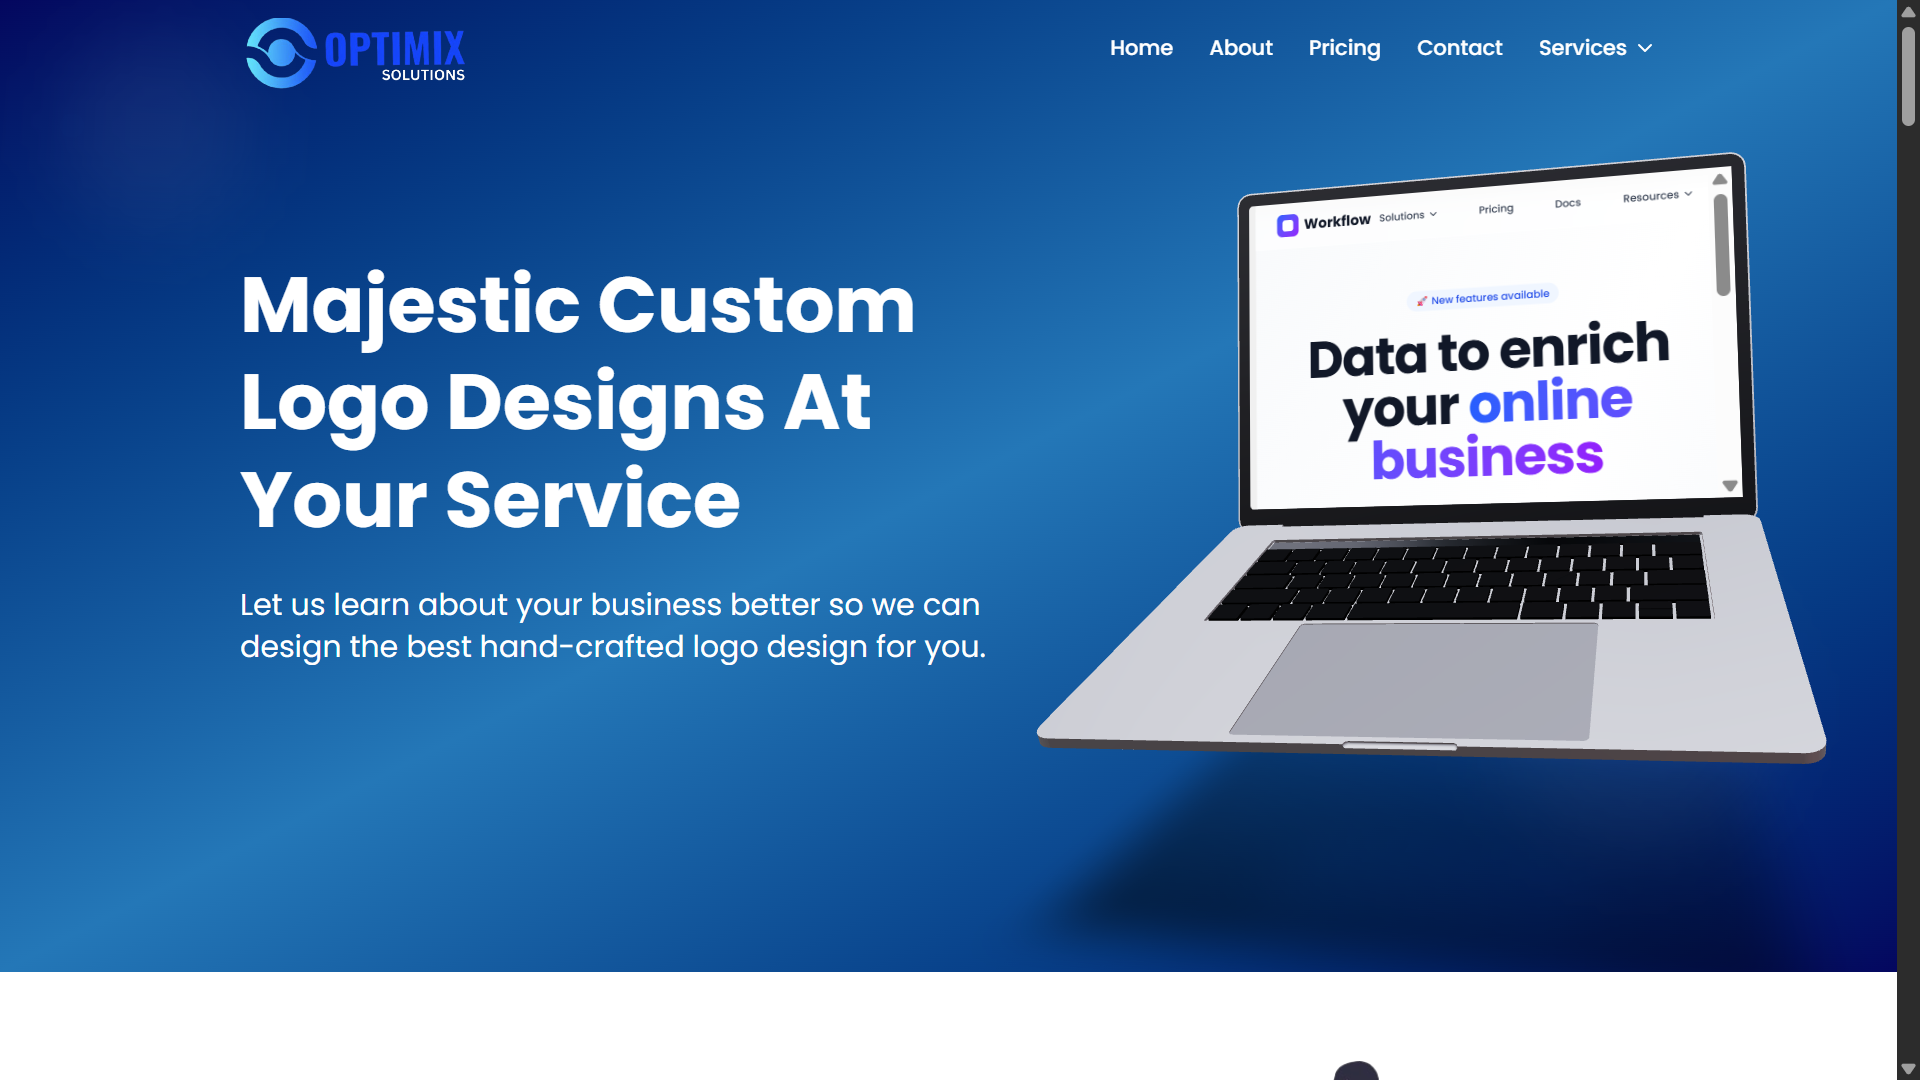 OPTIMIX
SOLUTIONS
Home
About
Pricing
Contact
Services
Majestic Custom
Logo Designs At
Your Service
Let us learn about your business better so we can
design the best hand-crafted logo design for you.
Workflow
Solutions
Pricing
Docs
Resources
🚀 New features available
Data to enrich
your online
business